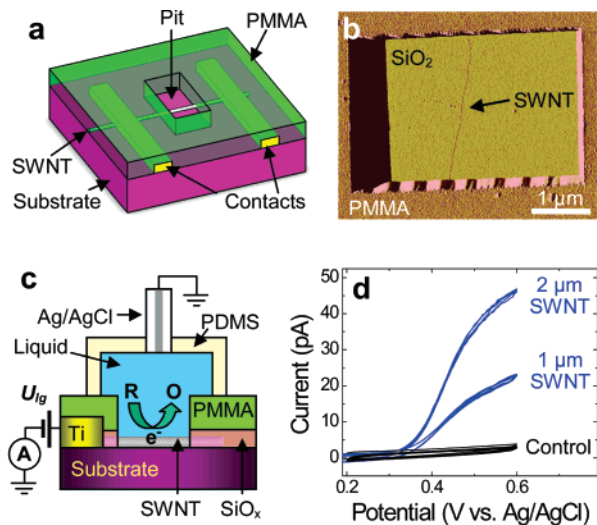 a
Pit
PMMA
SWNT
Substrate
Contacts
b
SiO₂
SWNT
PMMA
1 μm
c
Ag/AgCl
PDMS
Liquid
R
O
e⁻
PMMA
U_lg
Ti
A
Substrate
SWNT
SiOₓ
d
50
40
30
20
10
0
Current (pA)
2 μm
SWNT
1 μm
SWNT
Control
0.2
0.4
0.6
Potential (V vs. Ag/AgCl)